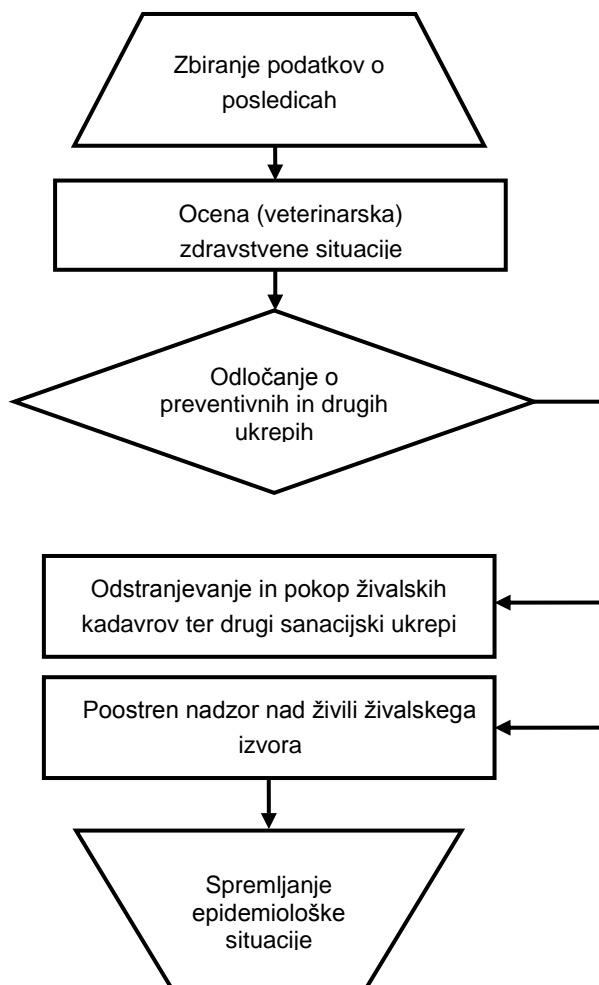 Zbiranje podatkov o
posledicah
Ocena (veterinarska)
zdravstvene situacije
Odločanje o
preventivnih in drugih
ukrepih
Odstranjevanje in pokop živalskih
kadavrov ter drugi sanacijski ukrepi
Poostren nadzor nad živili živalskega
izvora
Spremljanje
epidemiološke
situacije